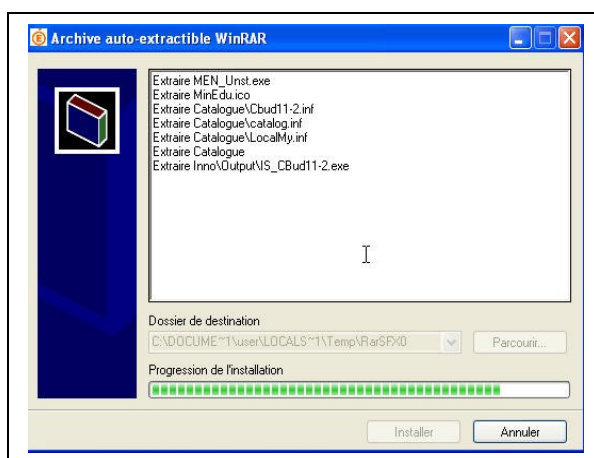 Archive auto-extractible WinRAR
Extraire MEN_Unst.exe
Extraire MinEdu.ico
Extraire Catalogue\Cbud11-2.inf
Extraire Catalogue\catalog.inf
Extraire Catalogue\LocalMy.inf
Extraire Catalogue
Extraire Inno\Output\IS_CBud11-2.exe
Dossier de destination
C:\DOCUME~1\user\LOCALS~1\Temp\RarSFX0
Parcourir...
Progression de l'installation
Installer
Annuler